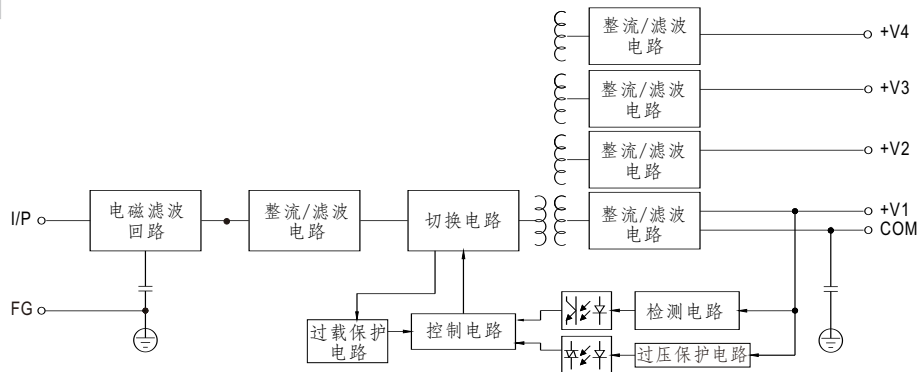 整流/滤波
电路
+V4
整流/滤波
电路
+V3
整流/滤波
电路
+V2
I/P
电磁滤波
回路
整流/滤波
电路
切换电路
整流/滤波
电路
+V1
COM
FG
过载保护
电路
控制电路
检测电路
过压保护电路